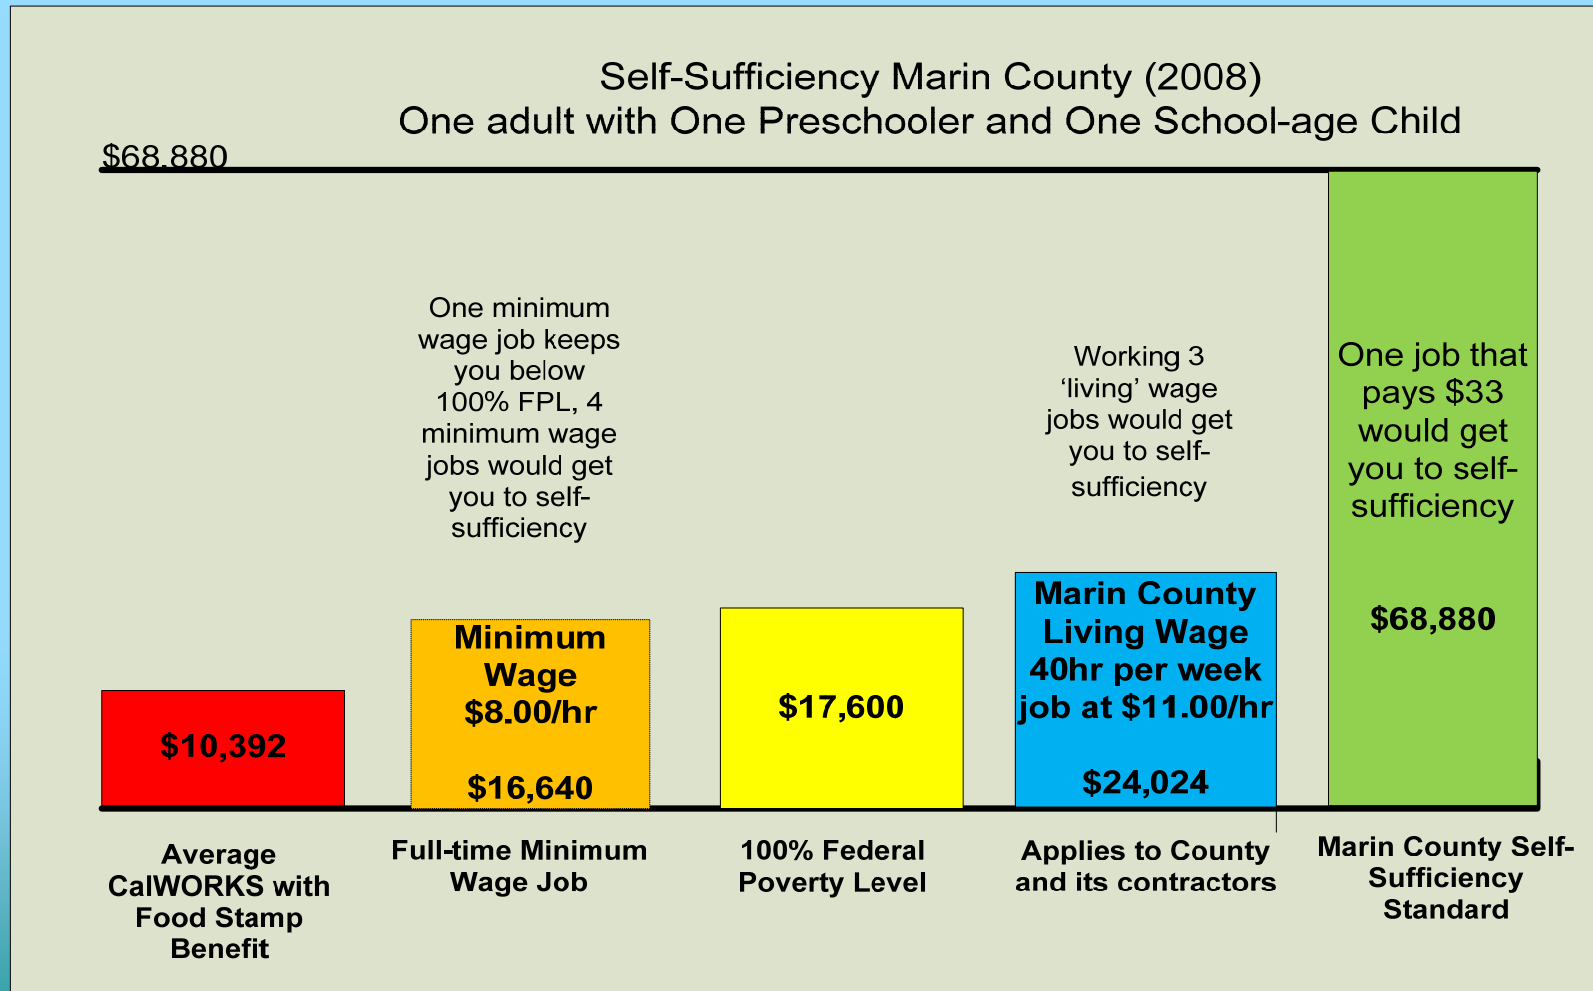 Self-Sufficiency Marin County (2008)
One adult with One Preschooler and One School-age Child
$68,880
One minimum
wage job keeps
you below
100% FPL, 4
minimum wage
jobs would get
you to self-
sufficiency
Working 3
‘living’ wage
jobs would get
you to self-
sufficiency
One job that
pays $33
would get
you to self-
sufficiency
$68,880
$10,392
Minimum
Wage
$8.00/hr
$16,640
$17,600
Marin County
Living Wage
40hr per week
job at $11.00/hr
$24,024
Average
CalWORKS with
Food Stamp
Benefit
Full-time Minimum
Wage Job
100% Federal
Poverty Level
Applies to County
and its contractors
Marin County Self-
Sufficiency
Standard